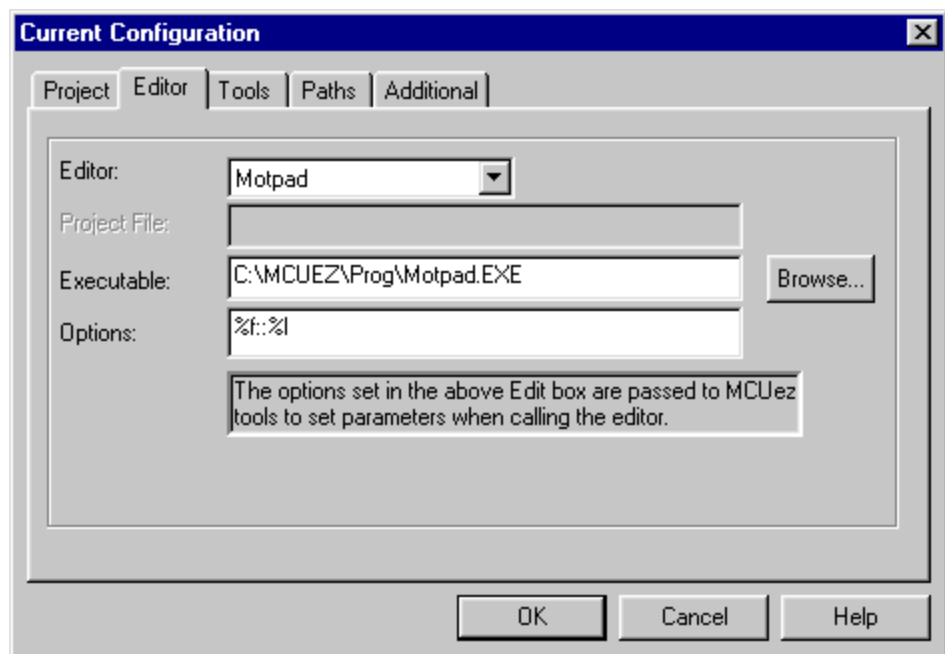 Current Configuration
Project Editor Tools Paths Additional
Editor: Motpad
Project File:
Executable: C:\MCUEZ\Prog\Motpad.EXE Browse...
Options: %f::%l
The options set in the above Edit box are passed to MCUez
tools to set parameters when calling the editor.
OK Cancel Help